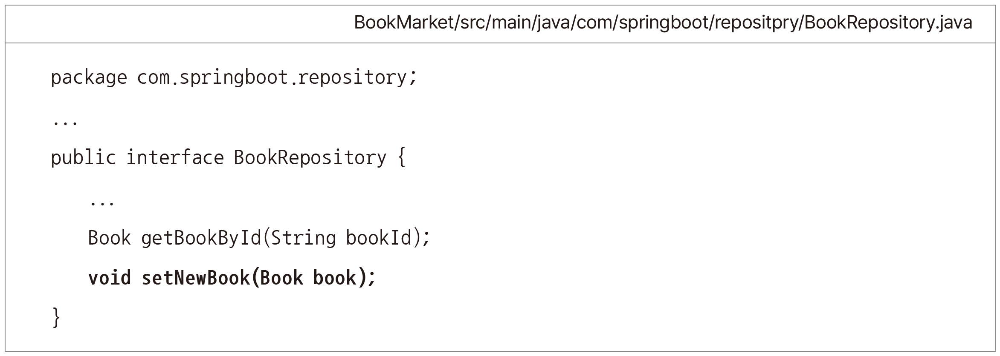 BookMarket/src/main/java/com/springboot/repositpry/BookRepository.java
package com.springboot.repository;
...
public interface BookRepository {
...
Book getBookById(String bookId);
void setNewBook(Book book);
}